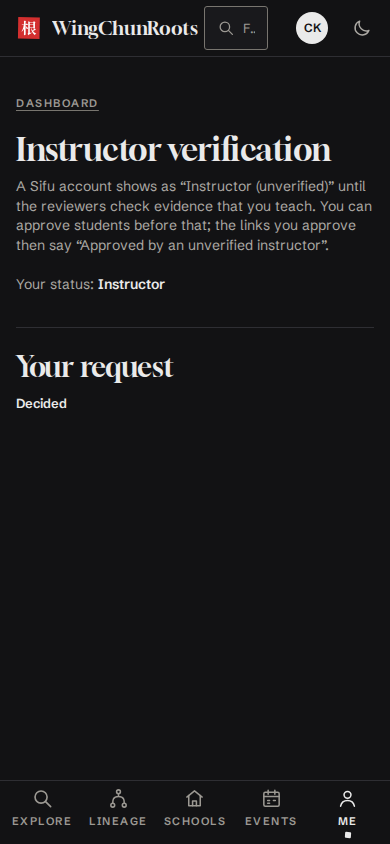 根 WingChunRoots F.. CK
DASHBOARD
Instructor verification
A Sifu account shows as “Instructor (unverified)” until
the reviewers check evidence that you teach. You can
approve students before that; the links you approve
then say “Approved by an unverified instructor”.
Your status: Instructor
Your request
Decided
EXPLORE LINEAGE SCHOOLS EVENTS ME